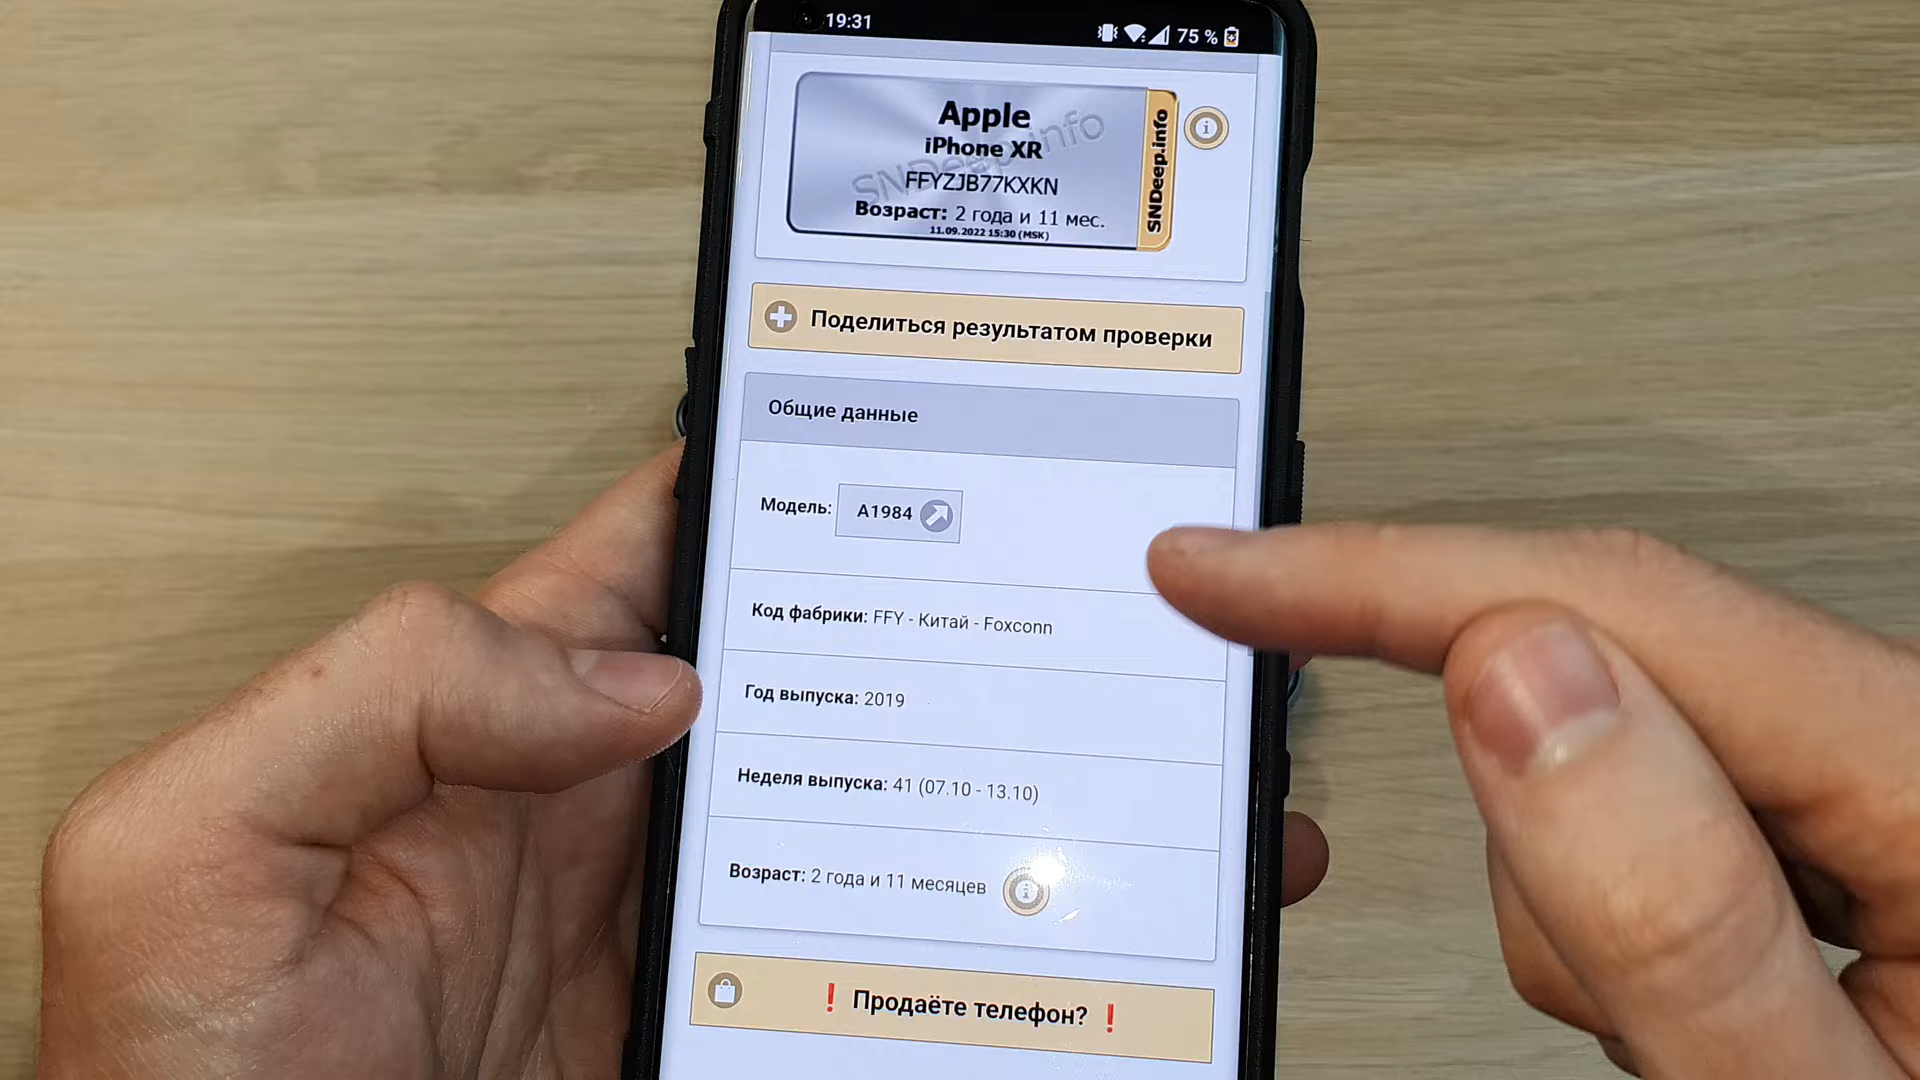 19:31
75 %
Apple
iPhone XR
SNDeep.info
FFYZJB77KXKN
Возраст: 2 года и 11 мес.
11.09.2022 15:30 (MSK)
SNDeep.info
Поделиться результатом проверки
Общие данные
Модель: A1984
Код фабрики: FFY - Китай - Foxconn
Год выпуска: 2019
Неделя выпуска: 41 (07.10 - 13.10)
Возраст: 2 года и 11 месяцев
❗ Продаёте телефон? ❗